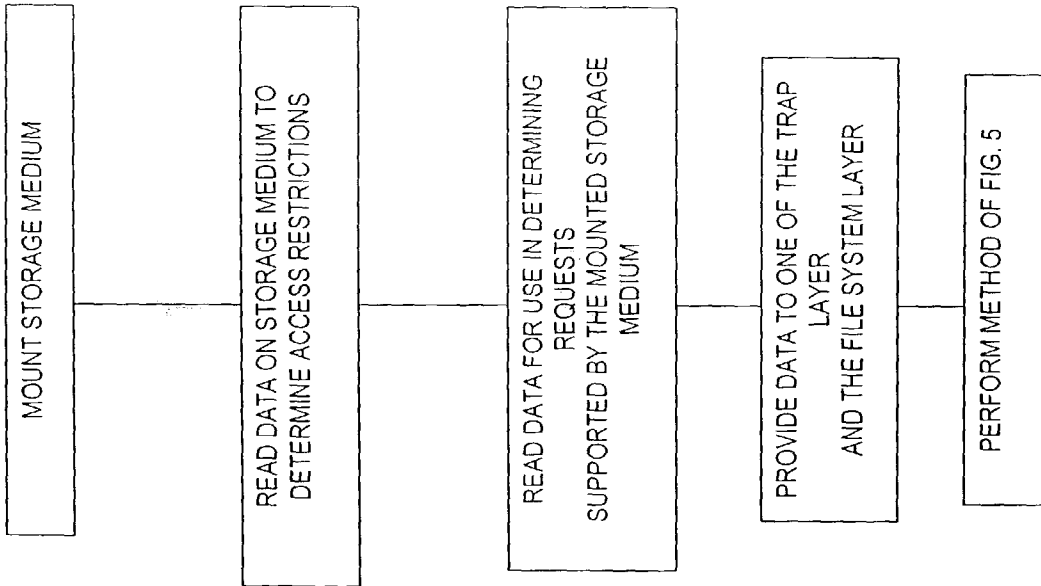 MOUNT STORAGE MEDIUM
READ DATA ON STORAGE MEDIUM TO
DETERMINE ACCESS RESTRICTIONS
READ DATA FOR USE IN DETERMINING
REQUESTS
SUPPORTED BY THE MOUNTED STORAGE
MEDIUM
PROVIDE DATA TO ONE OF THE TRAP
LAYER
AND THE FILE SYSTEM LAYER
PERFORM METHOD OF FIG. 5